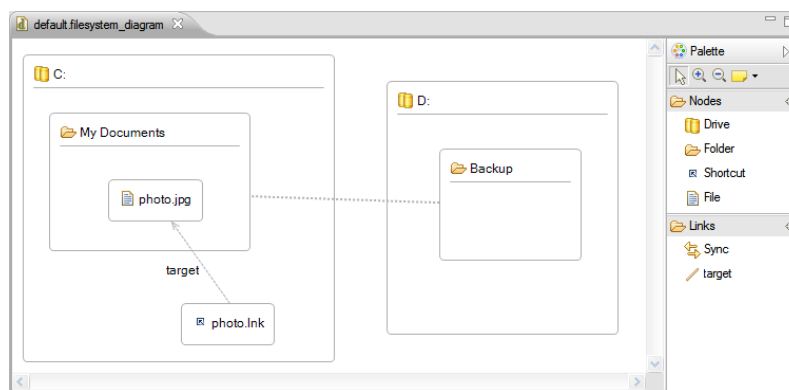 default.filesystem_diagram
C:
My Documents
photo.jpg
target
photo.lnk
D:
Backup
Palette
Nodes
Drive
Folder
Shortcut
File
Links
Sync
target